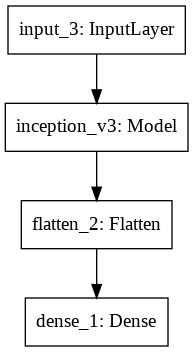 input_3: InputLayer
inception_v3: Model
flatten_2: Flatten
dense_1: Dense